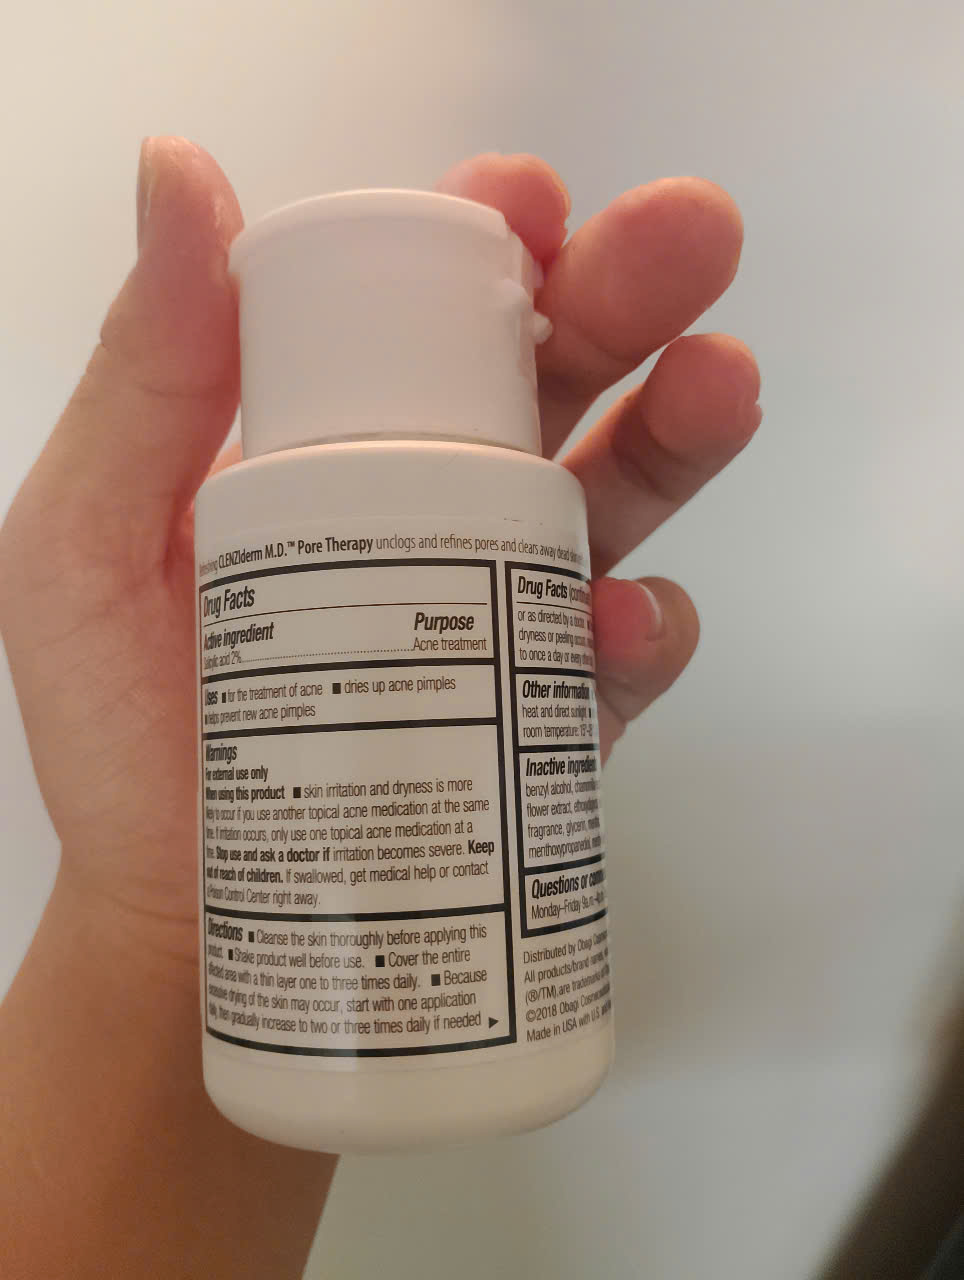 Refreshing CLENZIderm M.D.™ Pore Therapy unclogs and refines pores and clears away dead skin
Drug Facts
Active ingredient Purpose
Salicylic acid 2%..........Acne treatment
Uses ■ for the treatment of acne ■ dries up acne pimples
■ helps prevent new acne pimples
Warnings
For external use only
When using this product ■ skin irritation and dryness is more
likely to occur if you use another topical acne medication at the same
time. If irritation occurs, only use one topical acne medication at a
time. Stop use and ask a doctor if irritation becomes severe. Keep
out of reach of children. If swallowed, get medical help or contact
a Poison Control Center right away.
Directions ■ Cleanse the skin thoroughly before applying this
product. ■ Shake product well before use. ■ Cover the entire
affected area with a thin layer one to three times daily. ■ Because
excessive drying of the skin may occur, start with one application
daily, then gradually increase to two or three times daily if needed ▶
Drug Facts
or as directed by a doctor. ■
dryness or peeling occurs,
to once a day or every other
Other information
heat and direct sunlight. ■
room temperature:
Inactive
benzyl alcohol,
flower extract,
fragrance, glycerin,
menthoxypropanediol,
Questions or
Monday–Friday 9a.m.
Distributed by Obagi
All products/brand names,
(®/TM) are trademarks
©2018 Obagi
Made in USA with U.S. and